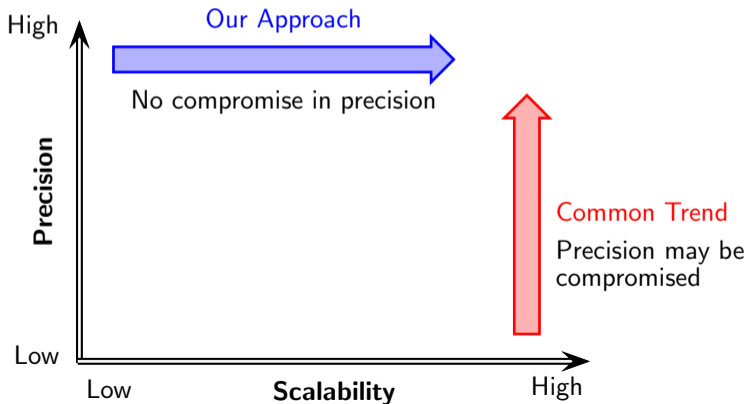 High
Our Approach
No compromise in precision
Precision
Common Trend
Precision may be
compromised
Low
Low
Scalability
High